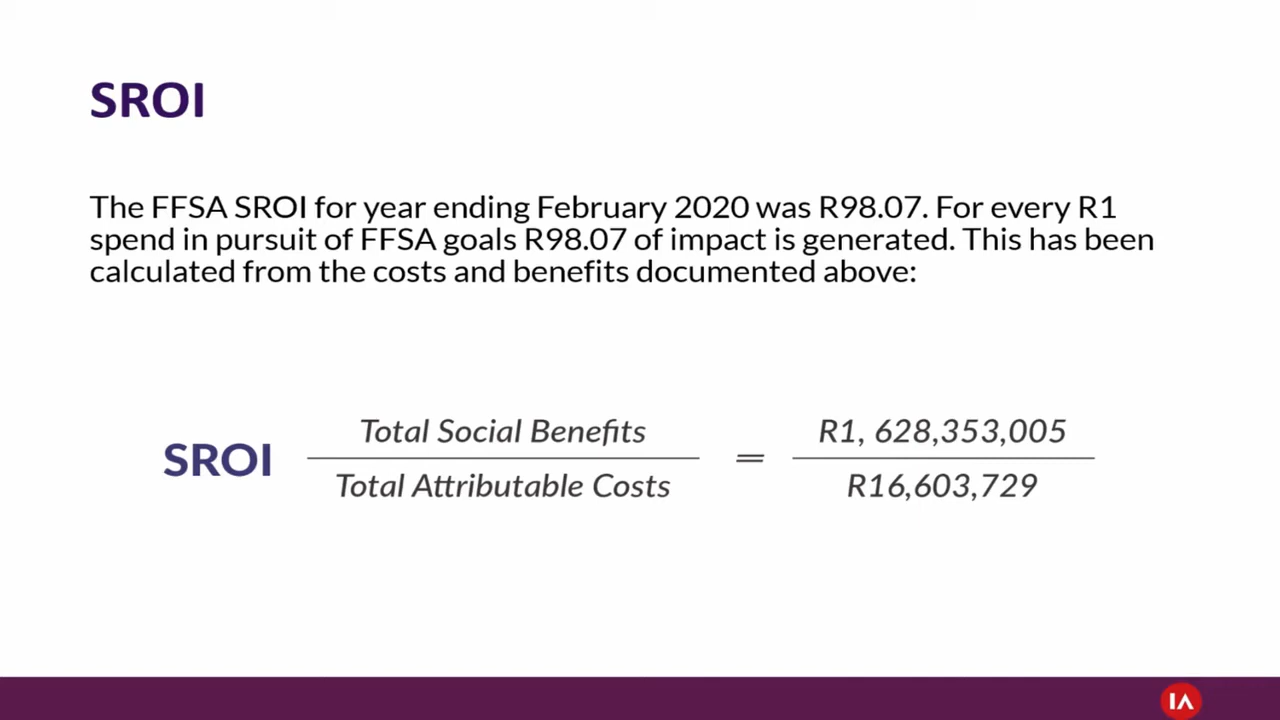 SROI
The FFSA SROI for year ending February 2020 was R98.07. For every R1
spend in pursuit of FFSA goals R98.07 of impact is generated. This has been
calculated from the costs and benefits documented above:
Total Social Benefits
R1, 628,353,005
SROI
=
Total Attributable Costs
R16,603,729
IA